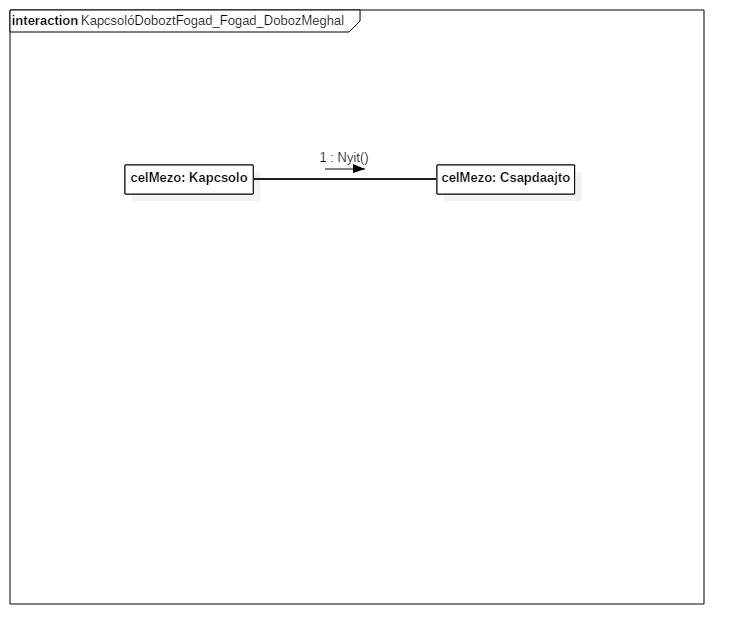 interaction KapcsolóDoboztFogad_Fogad_DobozMeghal
1 : Nyit()
celMezo: Kapcsolo
celMezo: Csapdaajto